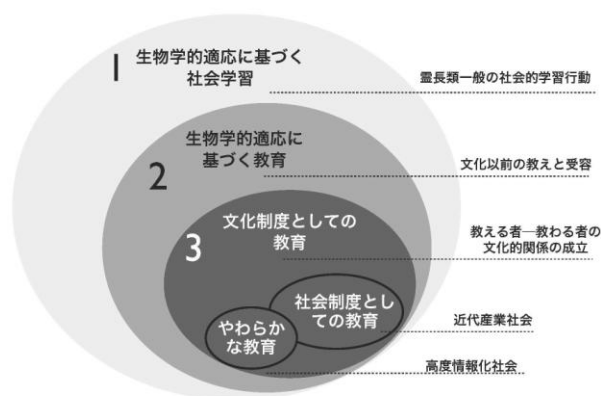 1
生物学的適応に基づく
社会学習
霊長類一般の社会的学習行動
2
生物学的適応に
基づく教育
文化以前の教えと受容
3
文化制度としての
教育
教える者―教わる者の
文化的関係の成立
社会制度とし
ての教育
近代産業社会
やわらか
な教育
高度情報化社会